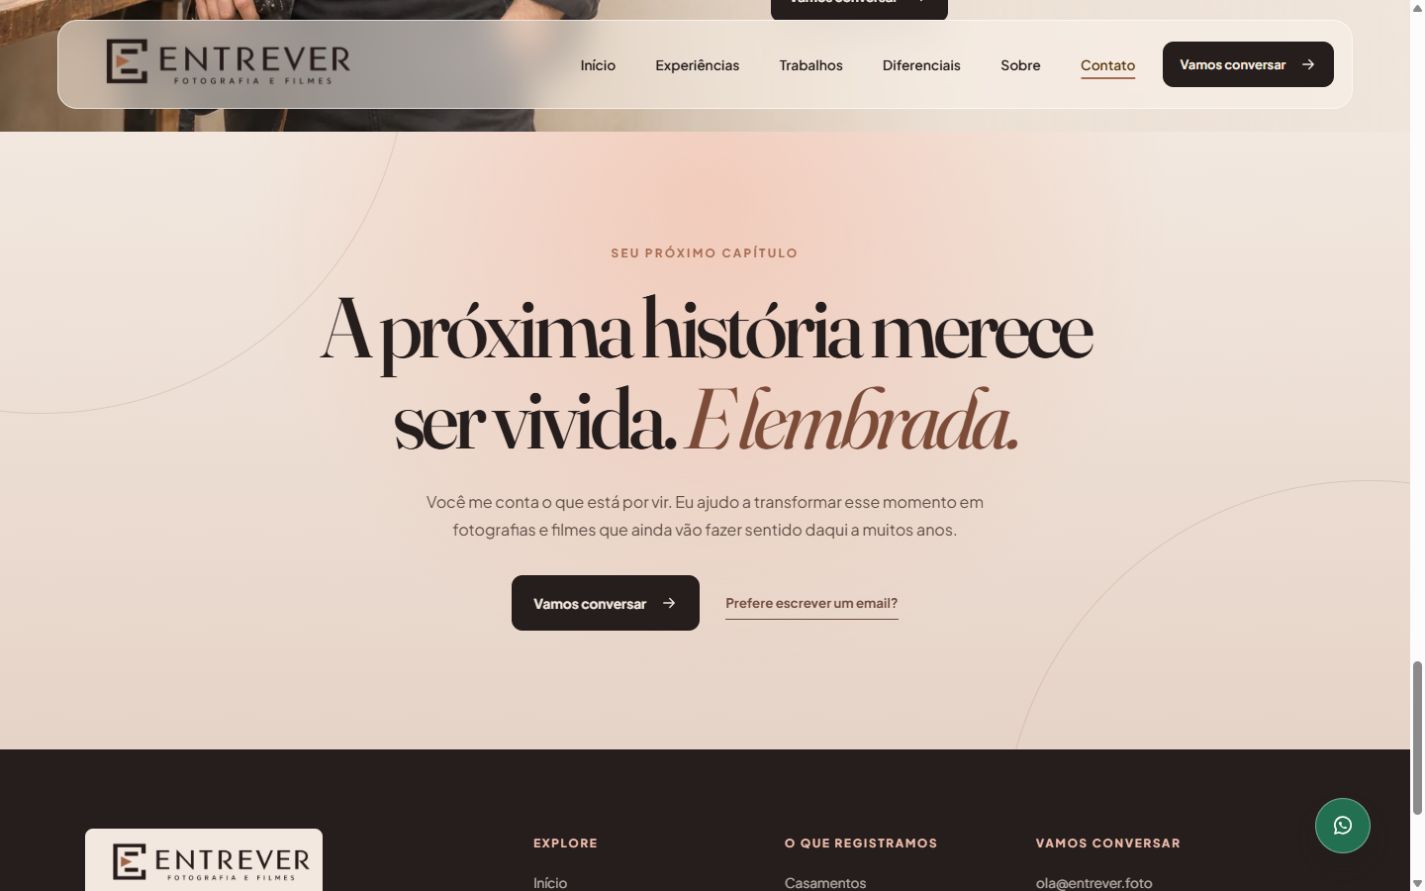 Vamos conversar
ENTREVER
FOTOGRAFIA E FILMES
Início
Experiências
Trabalhos
Diferenciais
Sobre
Contato
Vamos conversar
SEU PRÓXIMO CAPÍTULO
A próxima história merece
ser vivida. E lembrada.
Você me conta o que está por vir. Eu ajudo a transformar esse momento em
fotografias e filmes que ainda vão fazer sentido daqui a muitos anos.
Vamos conversar
Prefere escrever um email?
ENTREVER
FOTOGRAFIA E FILMES
EXPLORE
Início
O QUE REGISTRAMOS
Casamentos
VAMOS CONVERSAR
ola@entrever.foto